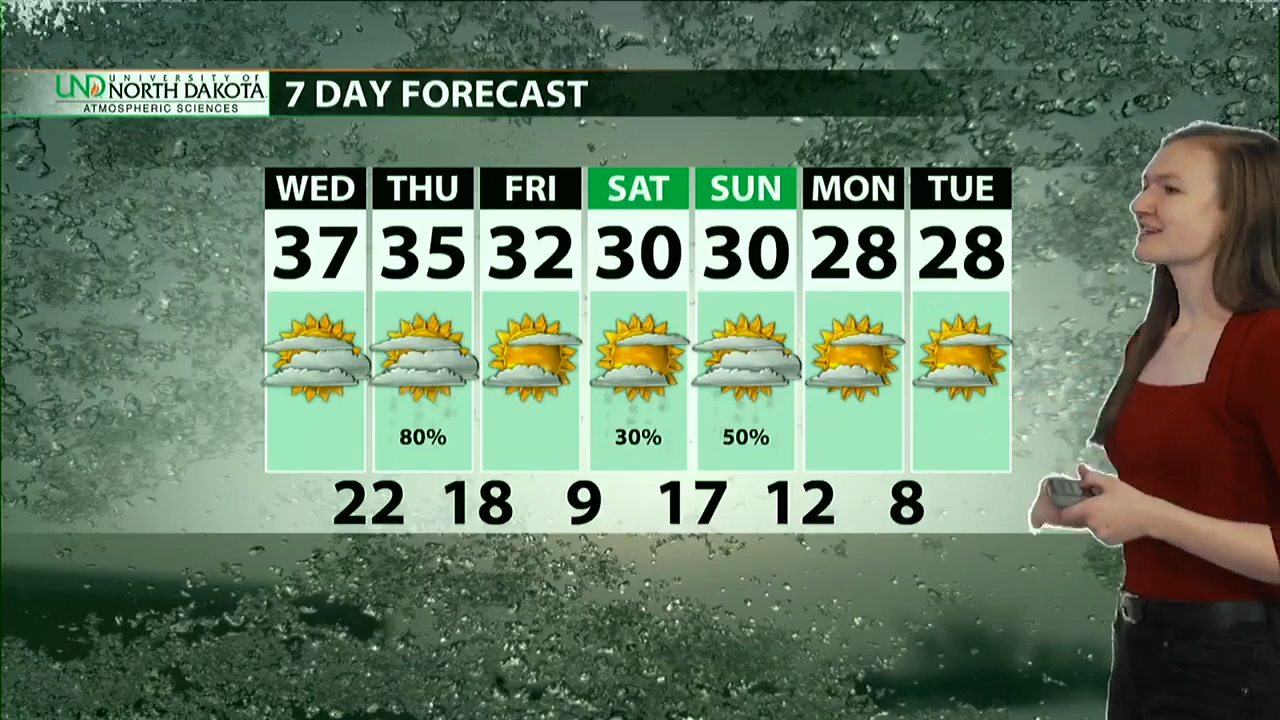 UND UNIVERSITY OF
NORTH DAKOTA
ATMOSPHERIC SCIENCES
7 DAY FORECAST
WED THU FRI SAT SUN MON TUE
37 35 32 30 30 28 28
80% 30% 50%
22 18 9 17 12 8